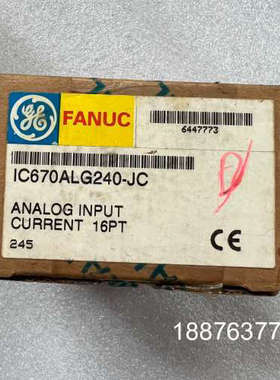 GE FANUC
6447773
IC670ALG240-JC
ANALOG INPUT
CURRENT 16PT
245
CE
18876377